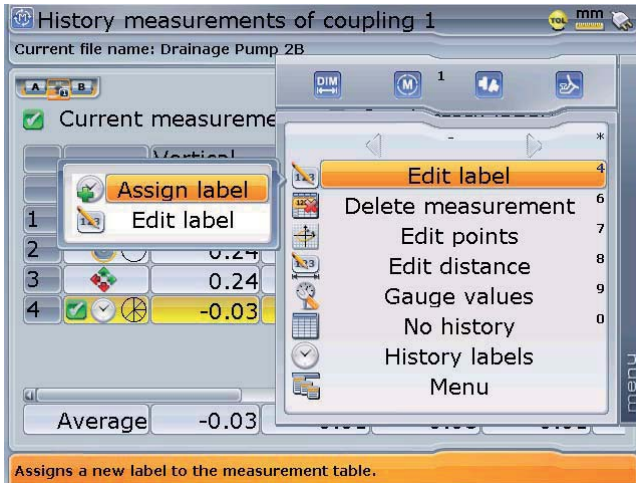 History measurements of coupling 1
TOL mm
Current file name: Drainage Pump 2B
A B
DIM M 1
Current measureme
- *
Vertical
Assign label
Edit label
Edit label 4
Delete measurement 6
Edit points 7
Edit distance 8
Gauge values 9
No history 0
History labels
Menu
1
2 0.24
3 0.24
4 -0.03
Average -0.03
menu
Assigns a new label to the measurement table.